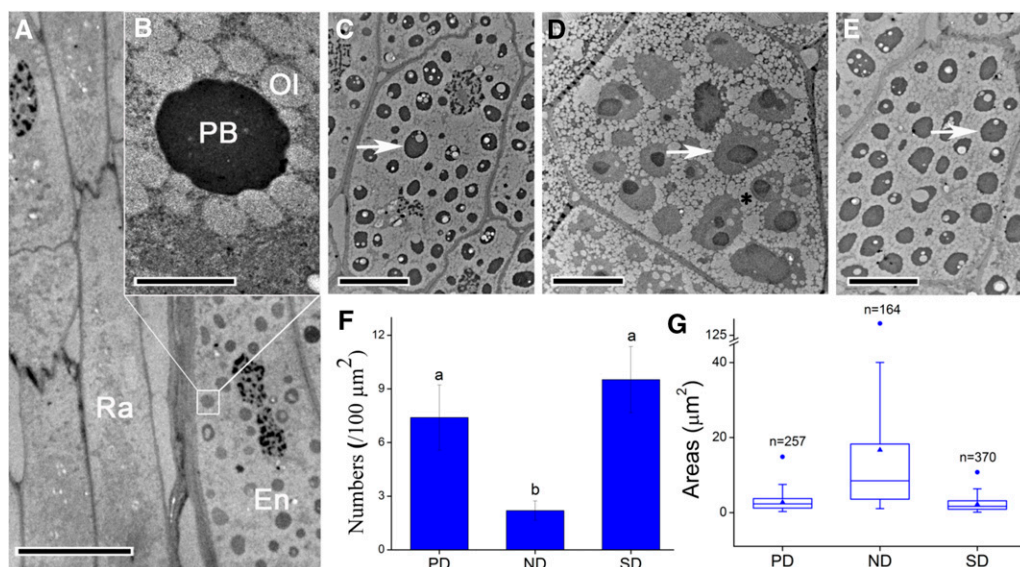 A
B
C
D
E
Ol
PB
Ra
En
*
F
Numbers (/100 μm²)
12
9
6
3
0
a
b
a
PD
ND
SD
G
Areas (μm²)
125
40
20
0
n=257
n=164
n=370
PD
ND
SD